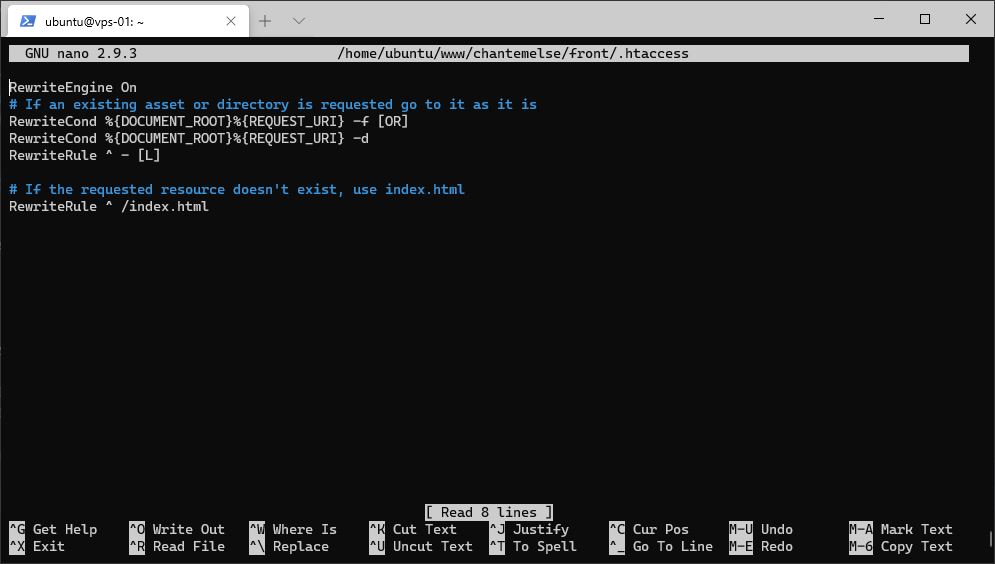 ubuntu@vps-01: ~
GNU nano 2.9.3 /home/ubuntu/www/chantemelse/front/.htaccess
RewriteEngine On
# If an existing asset or directory is requested go to it as it is
RewriteCond %{DOCUMENT_ROOT}%{REQUEST_URI} -f [OR]
RewriteCond %{DOCUMENT_ROOT}%{REQUEST_URI} -d
RewriteRule ^ - [L]
# If the requested resource doesn't exist, use index.html
RewriteRule ^ /index.html
[ Read 8 lines ]
^G Get Help ^O Write Out ^W Where Is ^K Cut Text ^J Justify ^C Cur Pos M-U Undo M-A Mark Text
^X Exit ^R Read File ^\ Replace ^U Uncut Text ^T To Spell ^_ Go To Line M-E Redo M-6 Copy Text